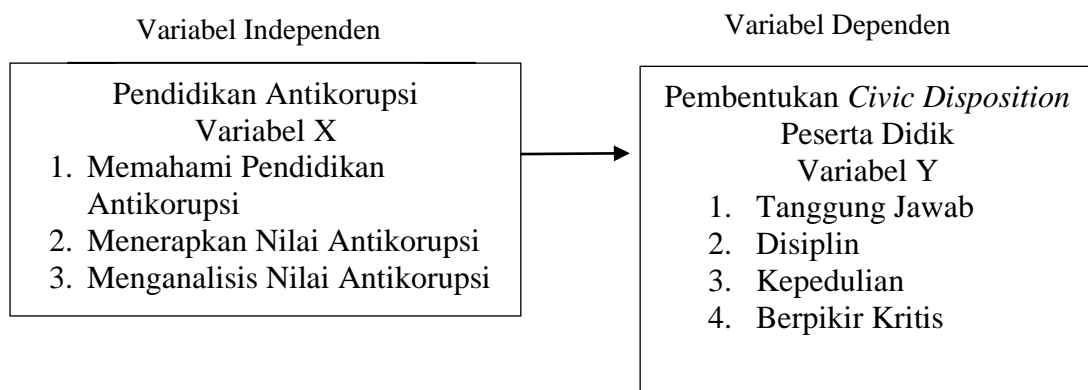 Variabel Independen
Pendidikan Antikorupsi
Variabel X
1. Memahami Pendidikan
Antikorupsi
2. Menerapkan Nilai Antikorupsi
3. Menganalisis Nilai Antikorupsi
Variabel Dependen
Pembentukan Civic Disposition
Peserta Didik
Variabel Y
1. Tanggung Jawab
2. Disiplin
3. Kepedulian
4. Berpikir Kritis